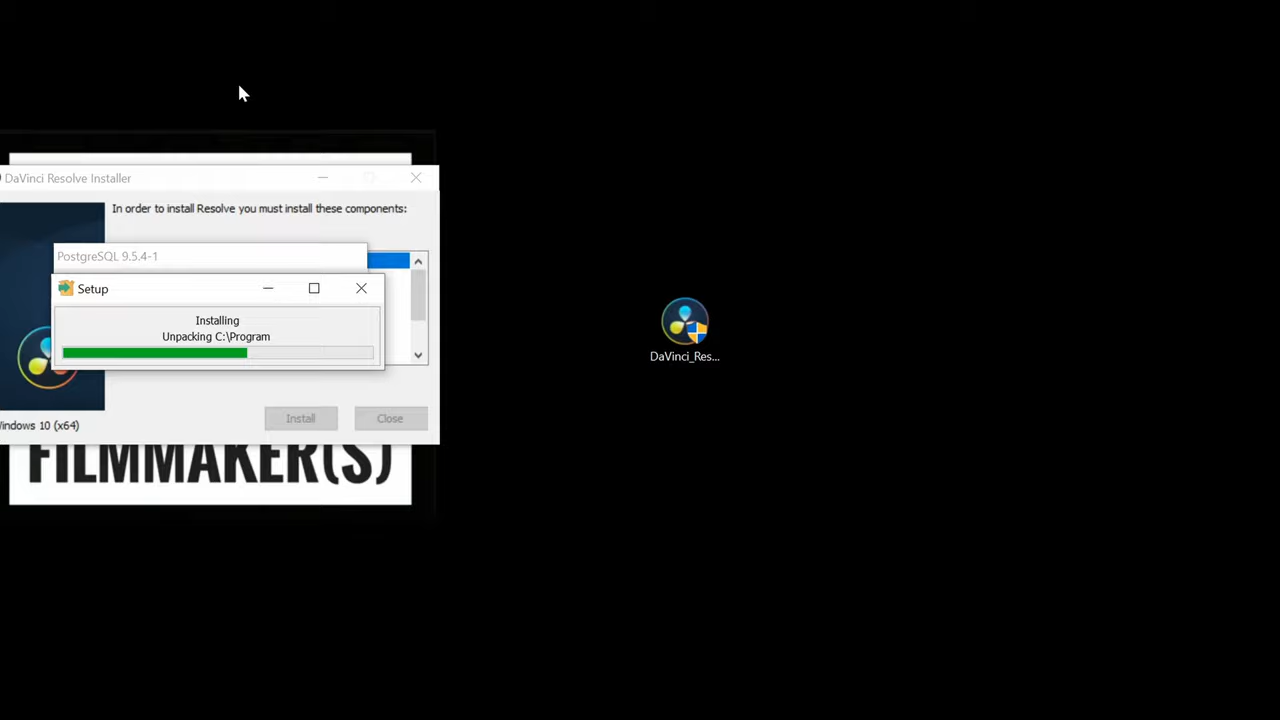 DaVinci Resolve Installer
In order to install Resolve you must install these components:
PostgreSQL 9.5.4-1
Setup
Installing
Unpacking C:\Program
Install
Close
indows 10 (x64)
FILMMAKER(S)
DaVinci_Res...